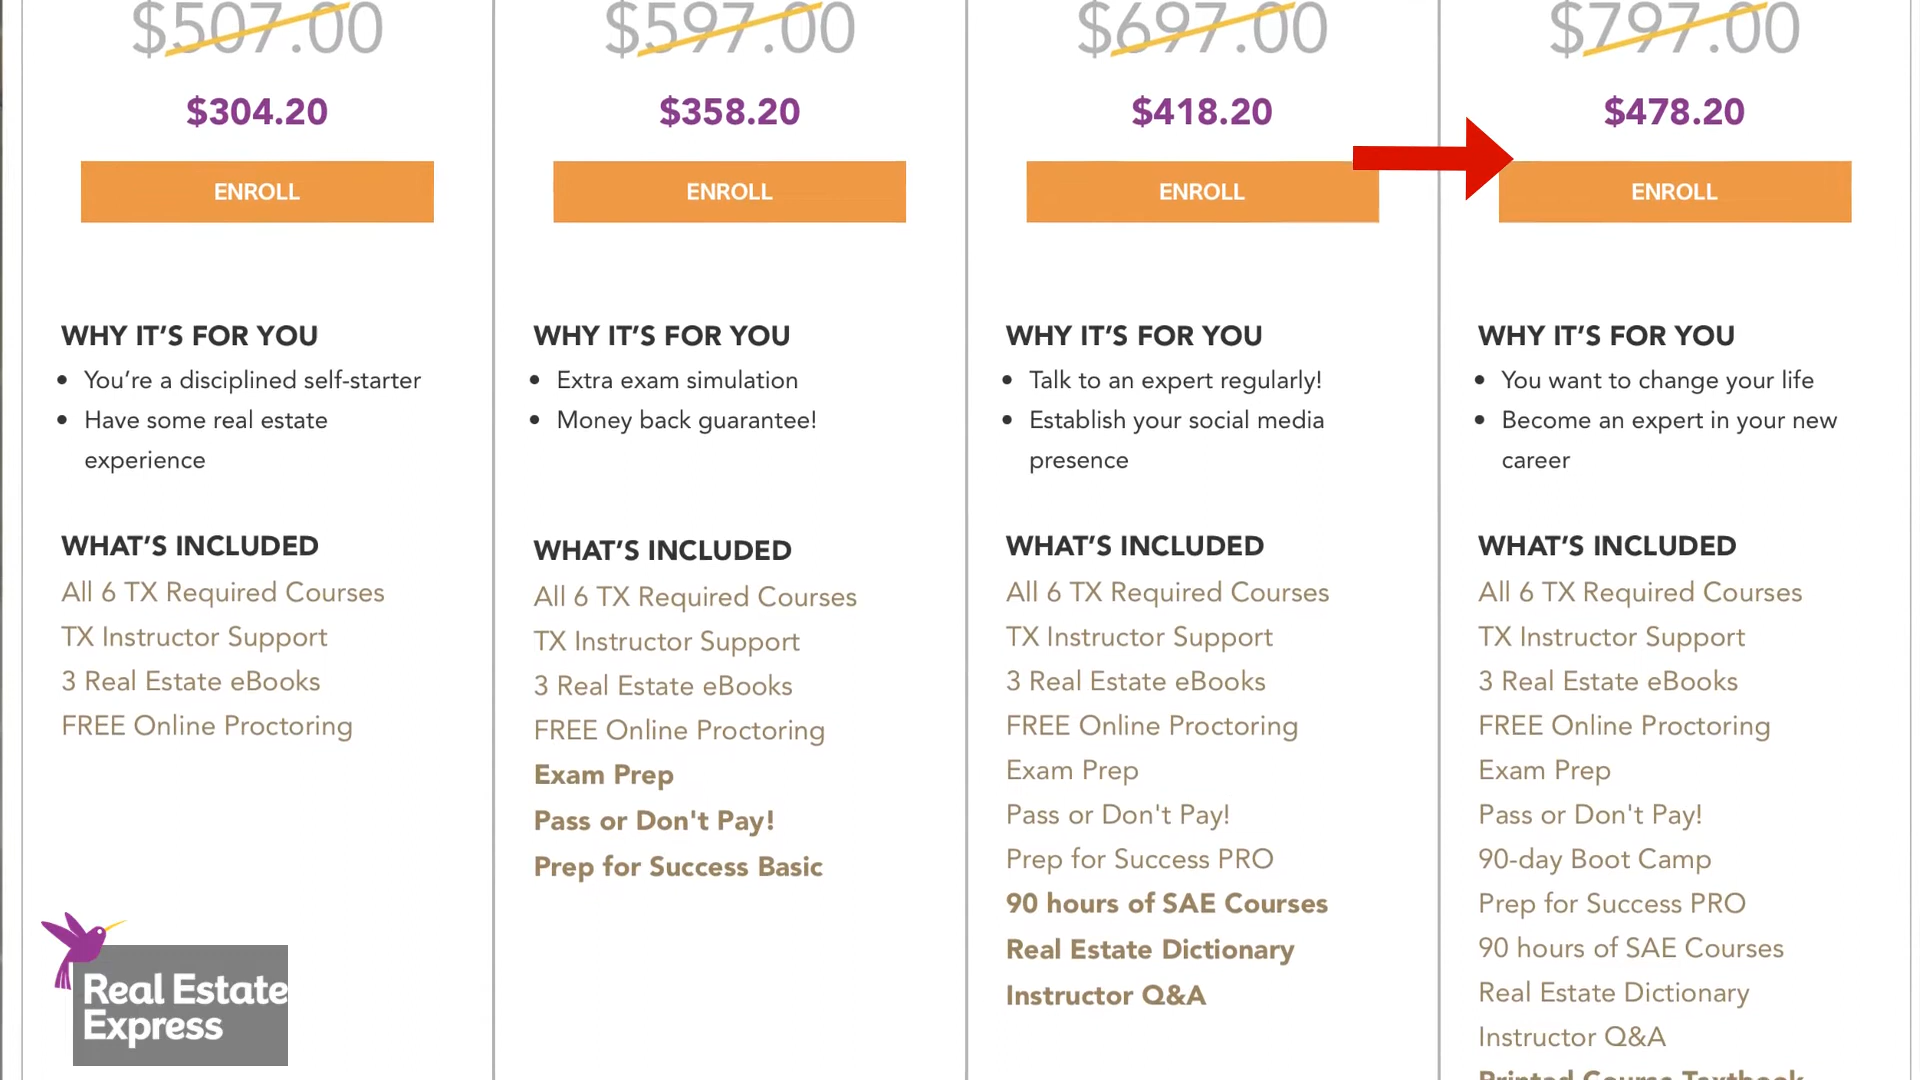 $507.00
$304.20
ENROLL
WHY IT’S FOR YOU
• You’re a disciplined self-starter
• Have some real estate
experience
WHAT’S INCLUDED
All 6 TX Required Courses
TX Instructor Support
3 Real Estate eBooks
FREE Online Proctoring
$597.00
$358.20
ENROLL
WHY IT’S FOR YOU
• Extra exam simulation
• Money back guarantee!
WHAT’S INCLUDED
All 6 TX Required Courses
TX Instructor Support
3 Real Estate eBooks
FREE Online Proctoring
Exam Prep
Pass or Don't Pay!
Prep for Success Basic
$697.00
$418.20
ENROLL
WHY IT’S FOR YOU
• Talk to an expert regularly!
• Establish your social media
presence
WHAT’S INCLUDED
All 6 TX Required Courses
TX Instructor Support
3 Real Estate eBooks
FREE Online Proctoring
Exam Prep
Pass or Don't Pay!
Prep for Success PRO
90 hours of SAE Courses
Real Estate Dictionary
Instructor Q&A
$797.00
$478.20
ENROLL
WHY IT’S FOR YOU
• You want to change your life
• Become an expert in your new
career
WHAT’S INCLUDED
All 6 TX Required Courses
TX Instructor Support
3 Real Estate eBooks
FREE Online Proctoring
Exam Prep
Pass or Don't Pay!
90-day Boot Camp
Prep for Success PRO
90 hours of SAE Courses
Real Estate Dictionary
Instructor Q&A
Printed Course Textbook
Real Estate
Express